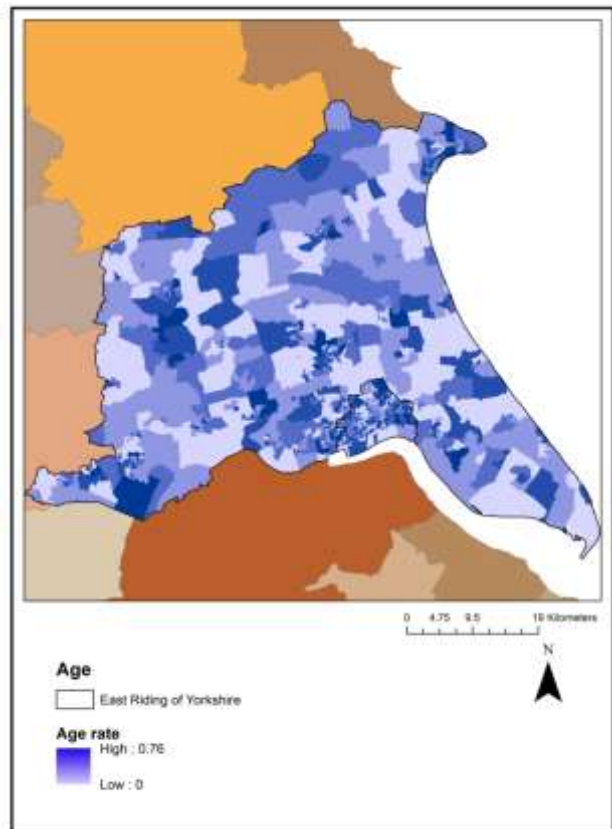 0 4.75 9.5 19 Kilometers
N
Age
East Riding of Yorkshire
Age rate
High : 0.76
Low : 0